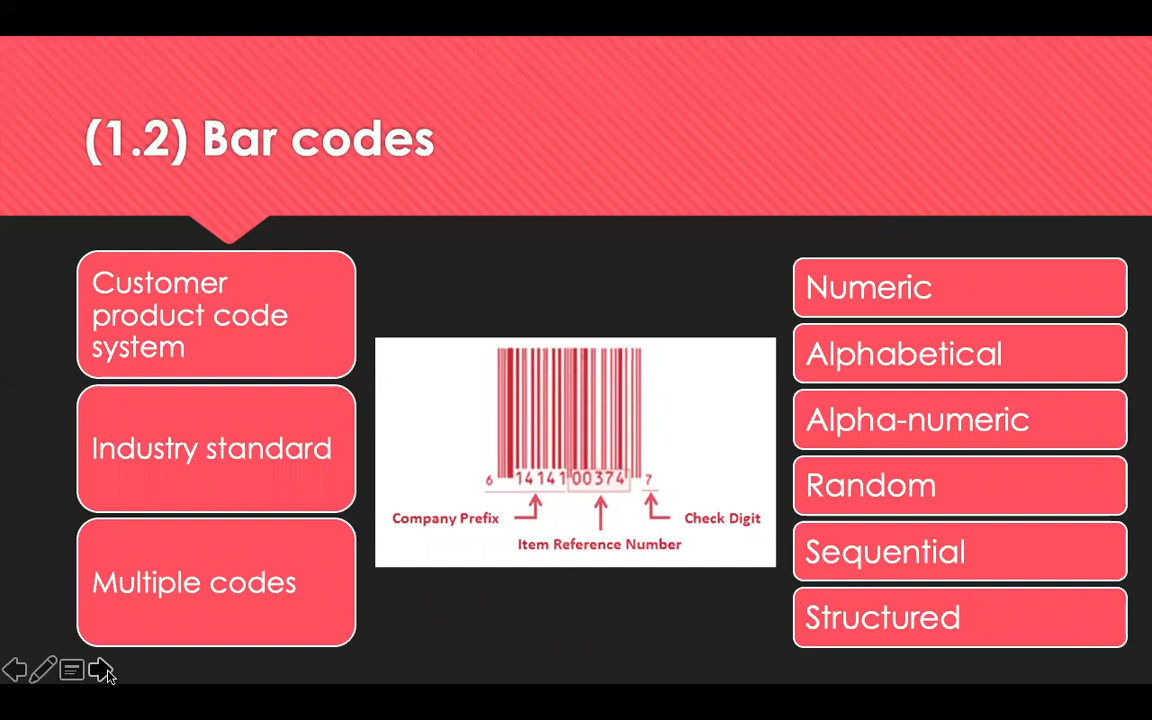 (1.2) Bar codes
Customer
product code
system
Industry standard
Multiple codes
6 14141 00374 7
Company Prefix
Check Digit
Item Reference Number
Numeric
Alphabetical
Alpha-numeric
Random
Sequential
Structured